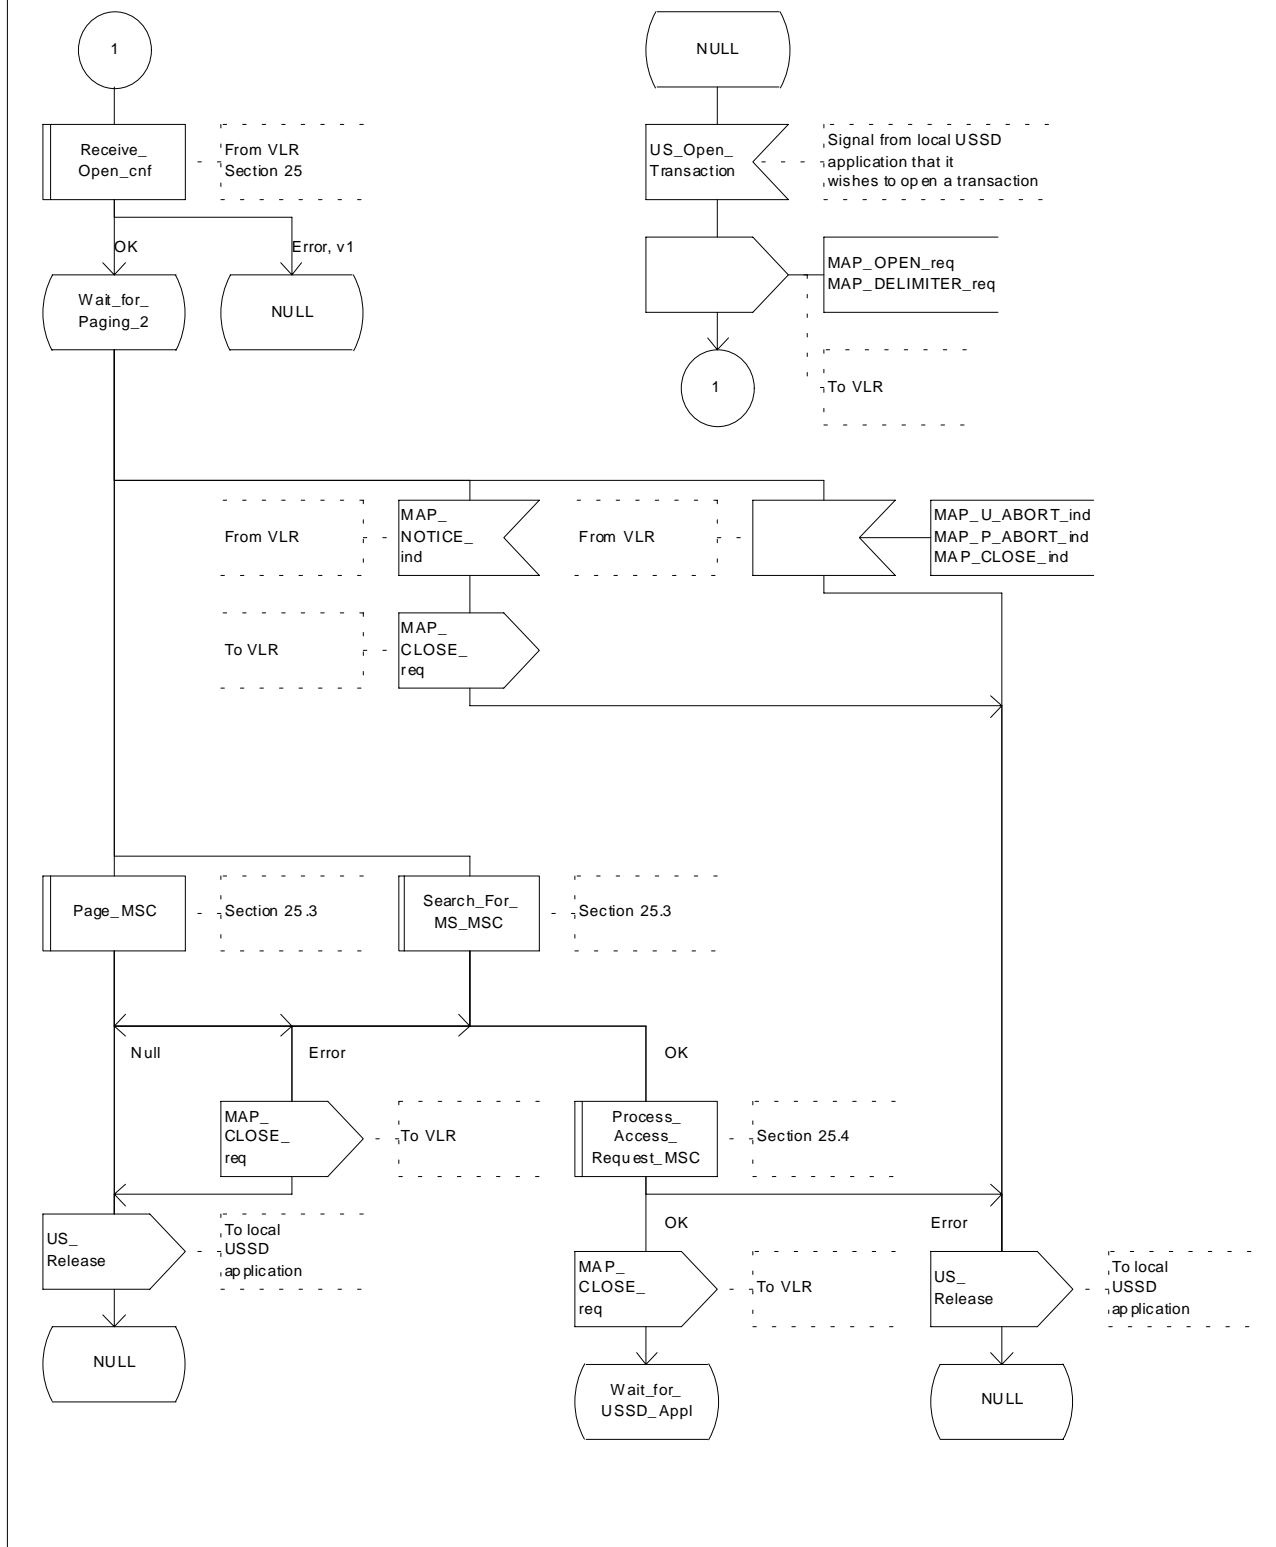 1
NULL
Receive_
Open_cnf
From VLR
Section 25
US_Open_
Transaction
Signal from local USSD
application that it
wishes to open a transaction
OK
Error, v1
Wait_for_
Paging_2
NULL
MAP_OPEN_req
MAP_DELIMITER_req
1
To VLR
From VLR
MAP_
NOTICE_
ind
From VLR
MAP_U_ABORT_ind
MAP_P_ABORT_ind
MAP_CLOSE_ind
To VLR
MAP_
CLOSE_
req
Page_MSC
Section 25.3
Search_For_
MS_MSC
Section 25.3
Null
Error
OK
MAP_
CLOSE_
req
To VLR
Process_
Access_
Request_MSC
Section 25.4
US_
Release
To local
USSD
application
OK
Error
MAP_
CLOSE_
req
To VLR
US_
Release
To local
USSD
application
NULL
Wait_for_
USSD_Appl
NULL